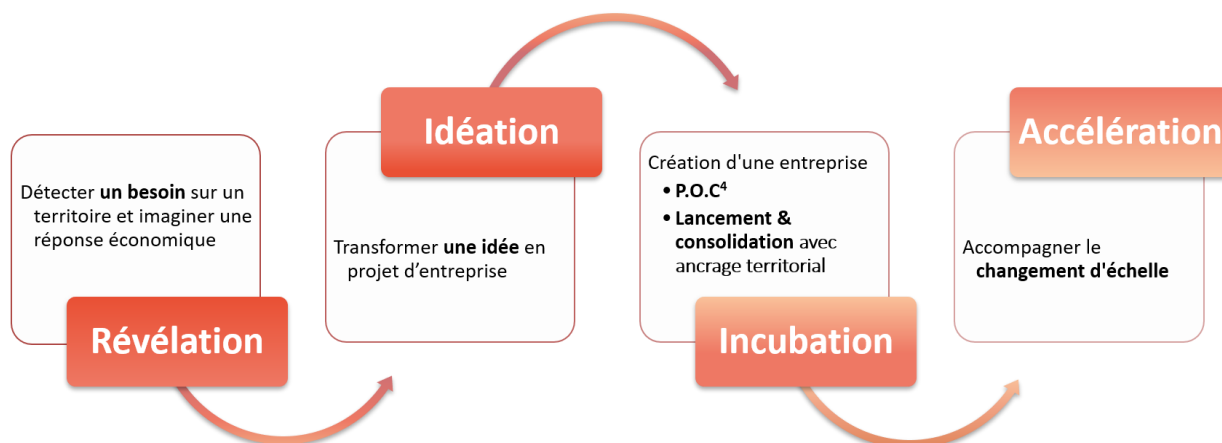 Détecter un besoin sur un
territoire et imaginer une
réponse économique
Révélation
Idéation
Transformer une idée en
projet d’entreprise
Création d'une entreprise
• P.O.C⁴
• Lancement &
consolidation avec
ancrage territorial
Incubation
Accélération
Accompagner le
changement d'échelle